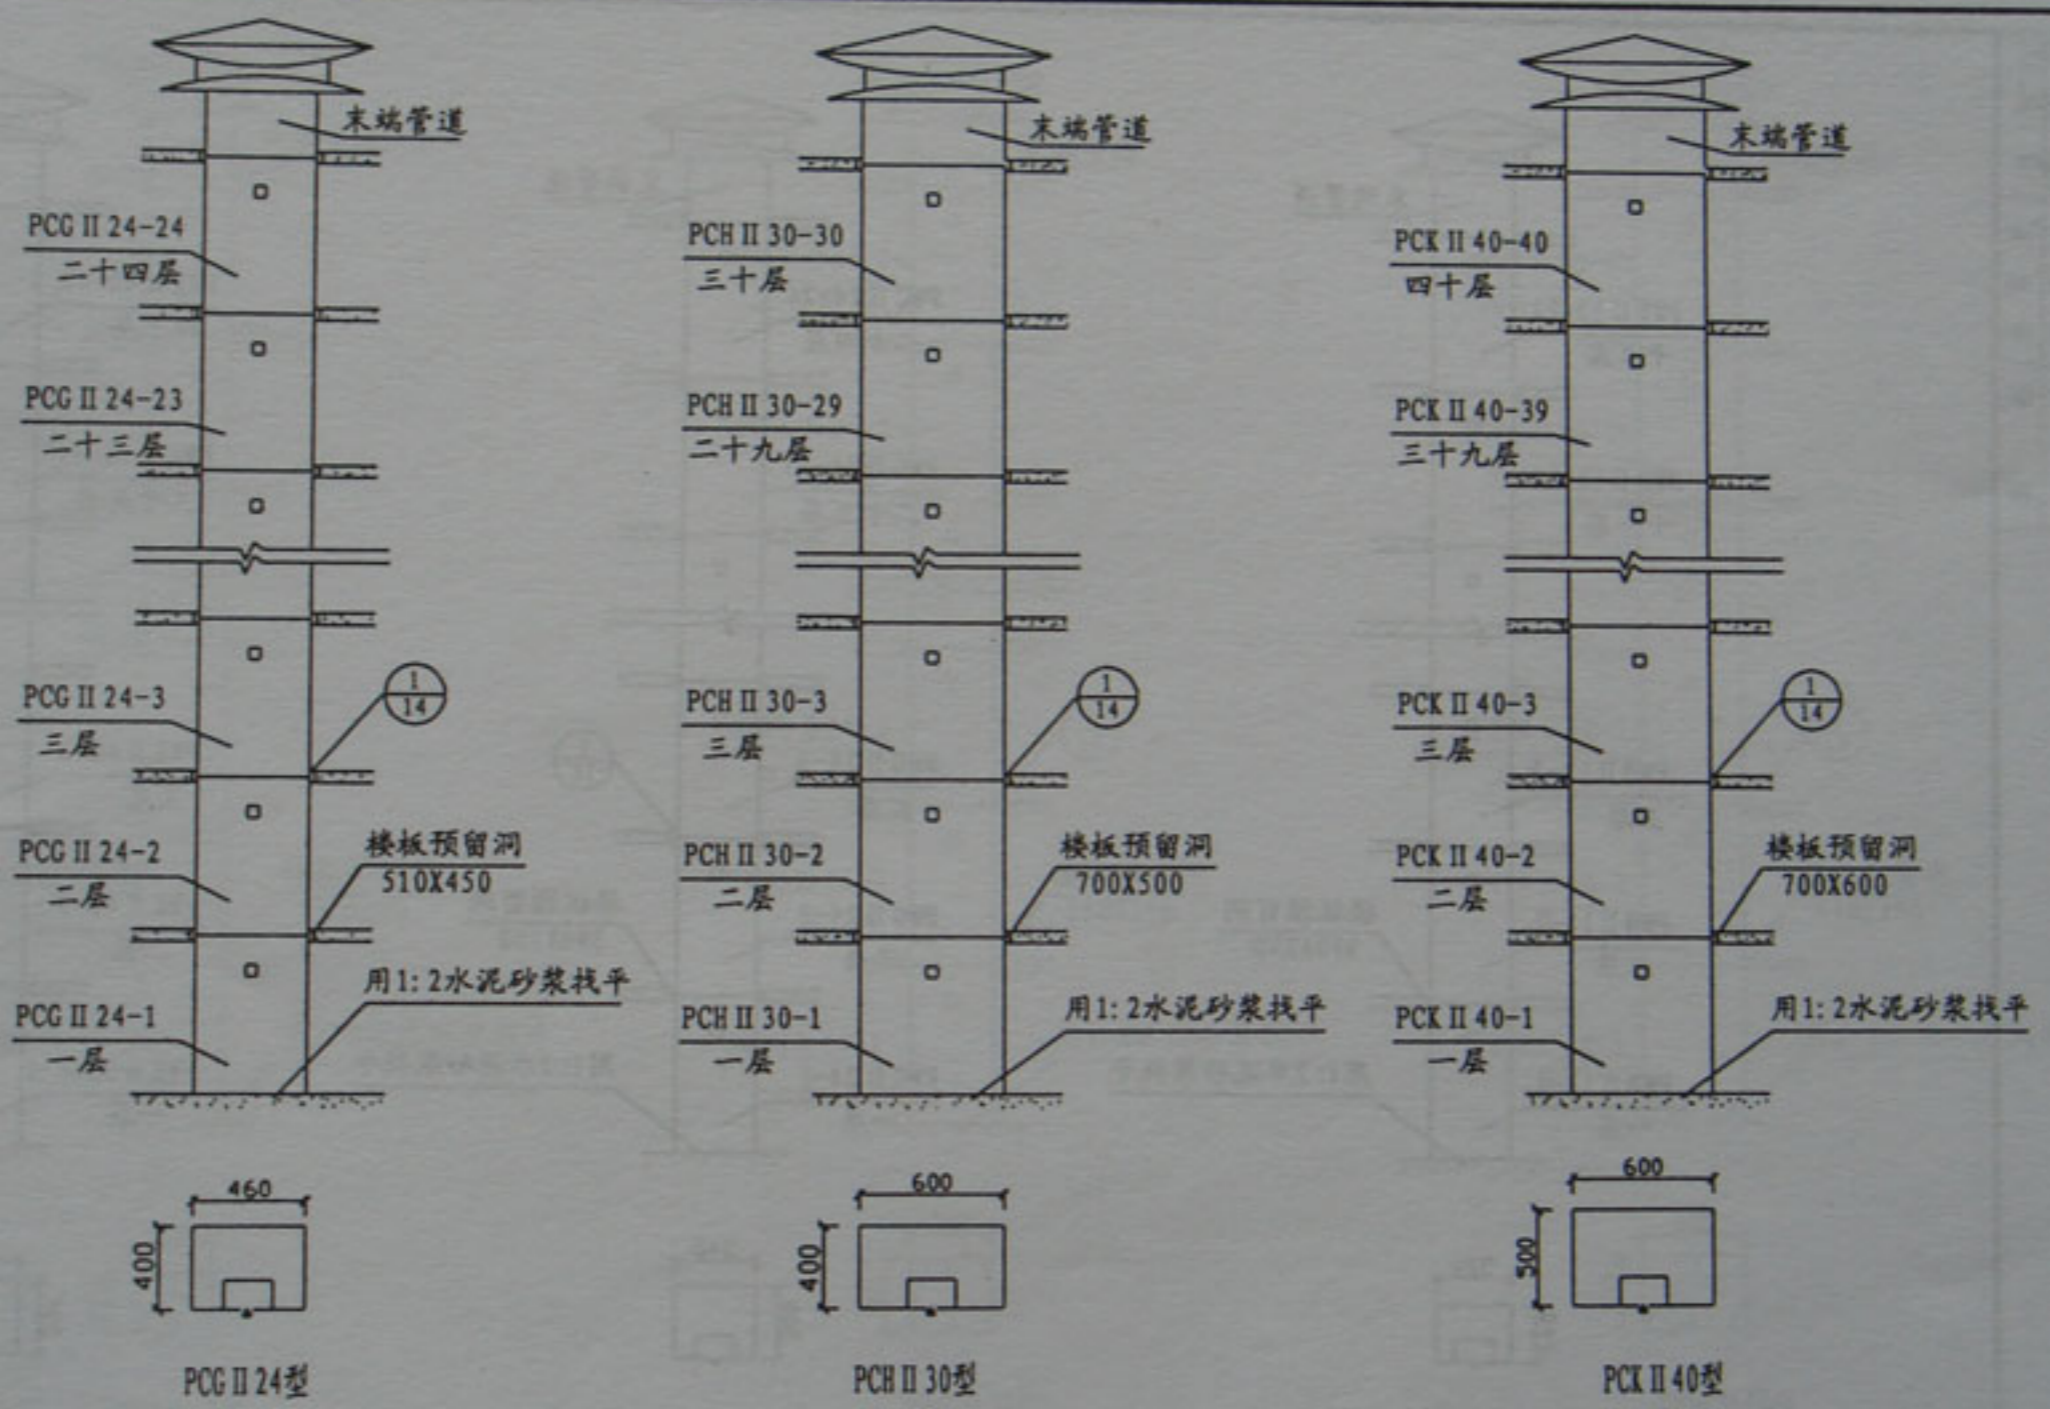 末端管道
PCG II 24-24
二十四层
PCG II 24-23
二十三层
PCG II 24-3
三层
1
14
PCG II 24-2
二层
楼板预留洞
510X450
用1:2水泥砂浆找平
PCG II 24-1
一层
460
400
PCG II 24型
末端管道
PCH II 30-30
三十层
PCH II 30-29
二十九层
PCH II 30-3
三层
1
14
PCH II 30-2
二层
楼板预留洞
700X500
用1:2水泥砂浆找平
PCH II 30-1
一层
600
400
PCH II 30型
末端管道
PCK II 40-40
四十层
PCK II 40-39
三十九层
PCK II 40-3
三层
1
14
PCK II 40-2
二层
楼板预留洞
700X600
用1:2水泥砂浆找平
PCK II 40-1
一层
600
500
PCK II 40型